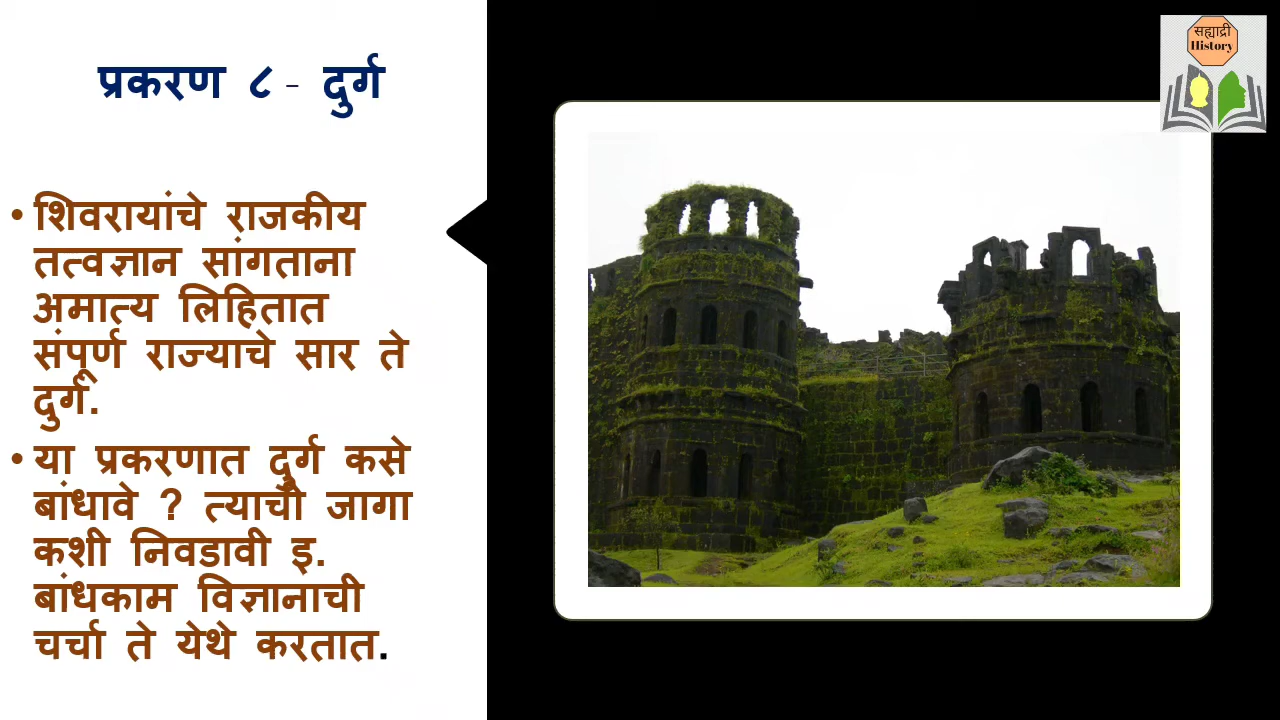 प्रकरण ८ - दुर्ग
• शिवरायांचे राजकीय
तत्वज्ञान सांगताना
अमात्य लिहितात
संपूर्ण राज्याचे सार ते
दुर्ग.
• या प्रकरणात दुर्ग कसे
बांधावे ? त्याची जागा
कशी निवडावी इ.
बांधकाम विज्ञानाची
चर्चा ते येथे करतात.
सह्याद्री
History